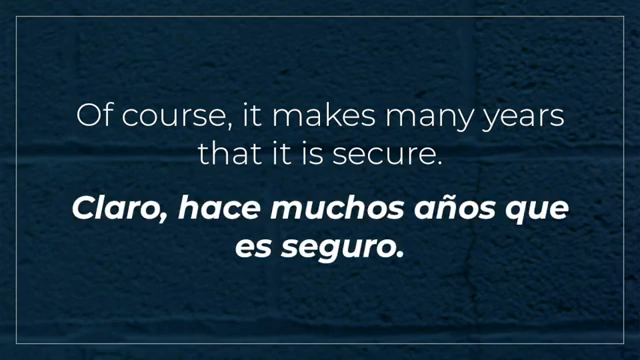 Of course, it makes many years
that it is secure.
Claro, hace muchos años que
es seguro.